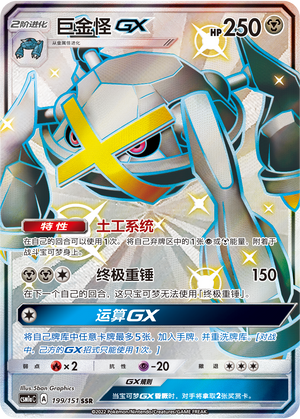 2阶进化 巨金怪GX HP250
从金属怪进化
特性 土工系统
在自己的回合可以使用1次。将自己弃牌区中的1张或能量,附着于
战斗宝可梦身上。
终极重锤 150
在下一个自己的回合,这只宝可梦无法使用「终极重锤」。
运算GX
将自己牌库中任意卡牌最多5张,加入手牌。并重洗牌库。[对战
中,己方的GX招式只能使用1次。]
弱点 ×2 抵抗力 -20 撤退
Illus. 5ban Graphics
GX规则
csm1aC A 199/151 SSR
当宝可梦GX昏厥时,对手将拿取2张奖赏卡。
©2022 Pokémon/Nintendo/Creatures/GAME FREAK